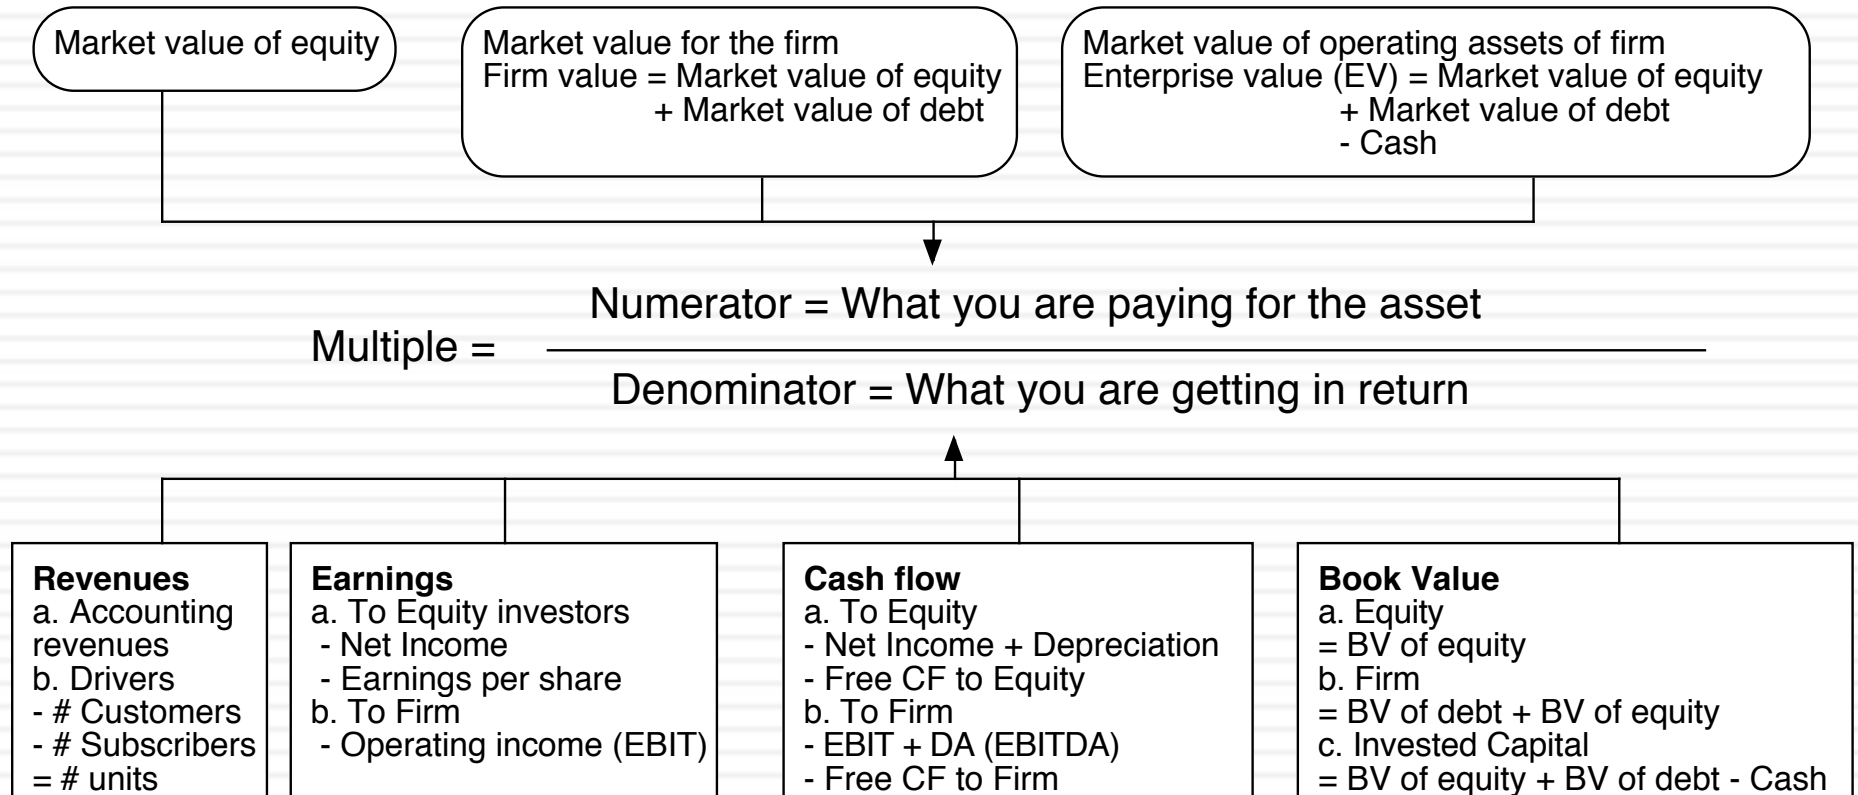 Market value of equity
Market value for the firm
Firm value = Market value of equity
+ Market value of debt
Market value of operating assets of firm
Enterprise value (EV) = Market value of equity
+ Market value of debt
- Cash
Numerator = What you are paying for the asset
Multiple =
Denominator = What you are getting in return
Revenues
a. Accounting
revenues
b. Drivers
- # Customers
- # Subscribers
= # units
Earnings
a. To Equity investors
- Net Income
- Earnings per share
b. To Firm
- Operating income (EBIT)
Cash flow
a. To Equity
- Net Income + Depreciation
- Free CF to Equity
b. To Firm
- EBIT + DA (EBITDA)
- Free CF to Firm
Book Value
a. Equity
= BV of equity
b. Firm
= BV of debt + BV of equity
c. Invested Capital
= BV of equity + BV of debt - Cash